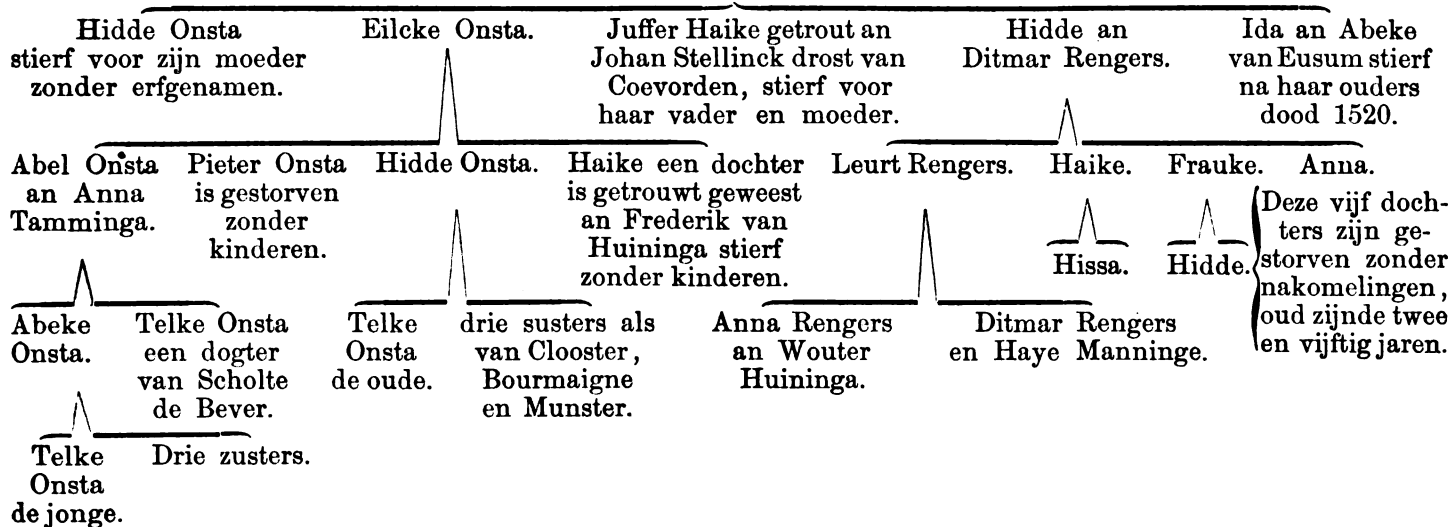 Hidde Onsta
stierf voor zijn moeder
zonder erfgenamen.
Eilcke Onsta.
Juffer Haike getrout an
Johan Stellinck drost van
Coevorden, stierf voor
haar vader en moeder.
Hidde an
Ditmar Rengers.
Ida an Abeke
van Eusum stierf
na haar ouders
dood 1520.
Abel Onsta
an Anna
Tamminga.
Pieter Onsta
is gestorven
zonder
kinderen.
Hidde Onsta.
Haike een dochter
is getrouwt geweest
an Frederik van
Huininga stierf
zonder kinderen.
Leurt Rengers.
Haike.
Frauke.
Anna.
Hissa.
Hidde.
Deze vijf doch-
ters zijn ge-
storven zonder
nakomelingen,
oud zijnde twee
en vijftig jaren.
Abeke
Onsta.
Telke Onsta
een dogter
van Scholte
de Bever.
Telke
Onsta
de oude.
drie susters als
van Clooster,
Bourmaigne
en Munster.
Anna Rengers
an Wouter
Huininga.
Ditmar Rengers
en Haye Manninge.
Telke
Onsta
de jonge.
Drie zusters.